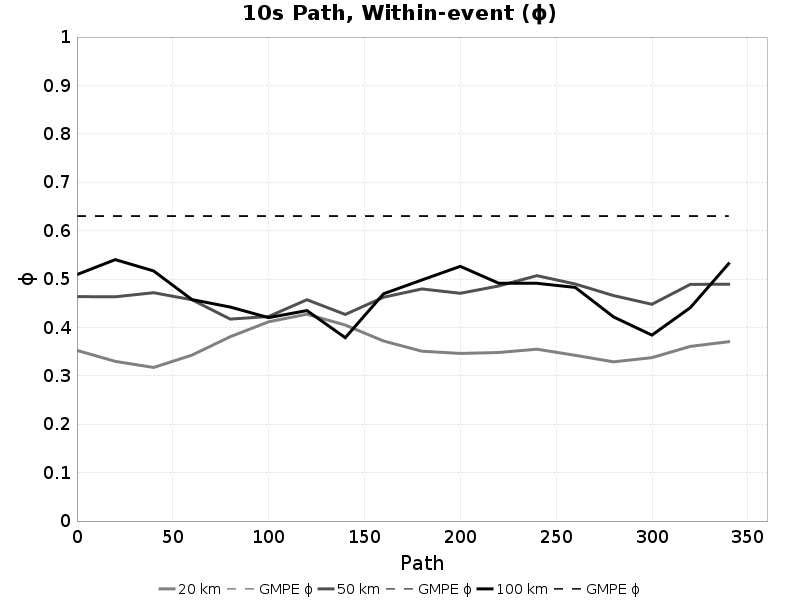 10s Path, Within-event (ϕ)
1
0.9
0.8
0.7
0.6
0.5
0.4
0.3
0.2
0.1
0
ϕ
0 50 100 150 200 250 300 350
Path
20 km GMPE ϕ 50 km GMPE ϕ 100 km GMPE ϕ